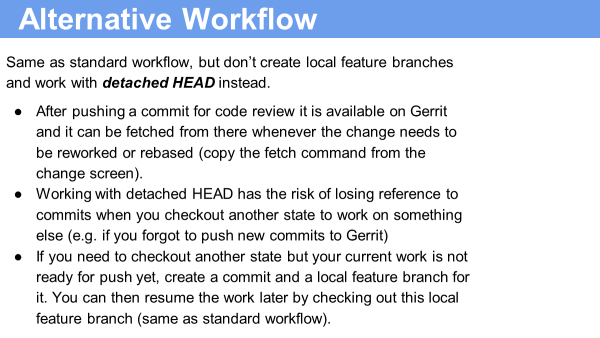 Alternative Workflow
Same as standard workflow, but don’t create local feature branches
and work with detached HEAD instead.
● After pushing a commit for code review it is available on Gerrit
and it can be fetched from there whenever the change needs to
be reworked or rebased (copy the fetch command from the
change screen).
● Working with detached HEAD has the risk of losing reference to
commits when you checkout another state to work on something
else (e.g. if you forgot to push new commits to Gerrit)
● If you need to checkout another state but your current work is not
ready for push yet, create a commit and a local feature branch for
it. You can then resume the work later by checking out this local
feature branch (same as standard workflow).